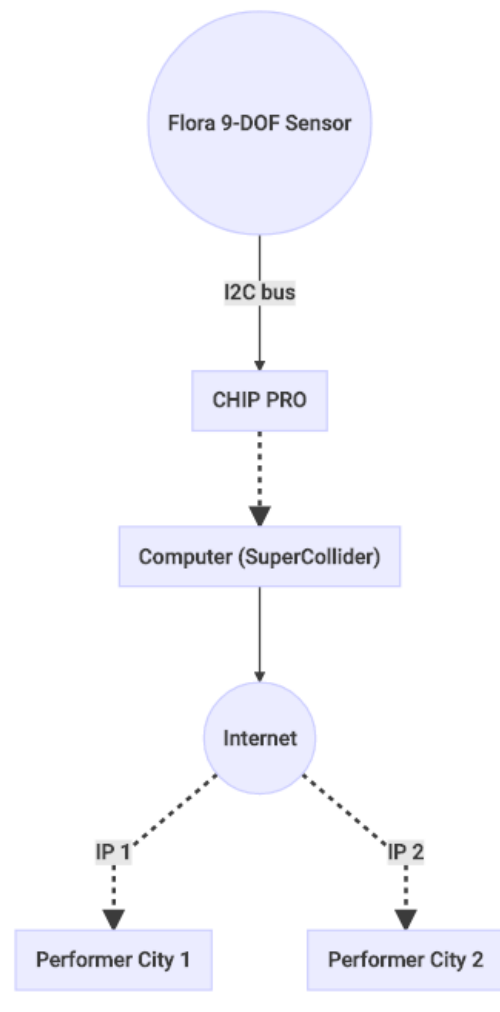 Flora 9-DOF Sensor
I2C bus
CHIP PRO
Computer (SuperCollider)
Internet
IP 1
IP 2
Performer City 1
Performer City 2